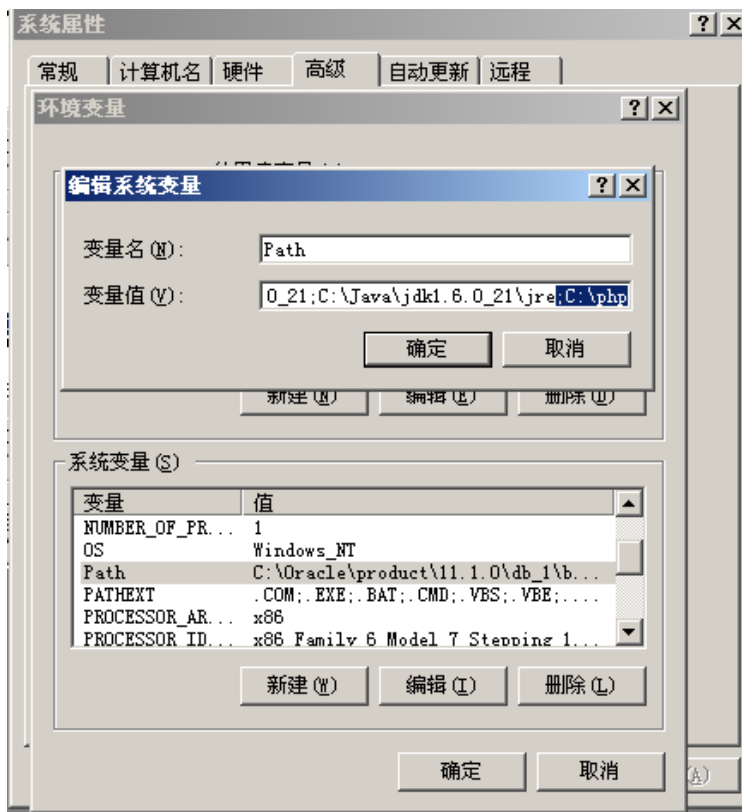 系统属性
常规 计算机名 硬件 高级 自动更新 远程
环境变量
编辑系统变量
变量名(N): Path
变量值(V): 0_21;C:\Java\jdk1.6.0_21\jre;C:\php
确定 取消
新建(N) 编辑(E) 删除(D)
系统变量(S)
变量 值
NUMBER_OF_PR... 1
OS Windows_NT
Path C:\Oracle\product\11.1.0\db_1\b...
PATHEXT .COM;.EXE;.BAT;.CMD;.VBS;.VBE;....
PROCESSOR_AR... x86
PROCESSOR_ID... x86 Family 6 Model 7 Stepping 1...
新建(W) 编辑(I) 删除(L)
确定 取消
(A)